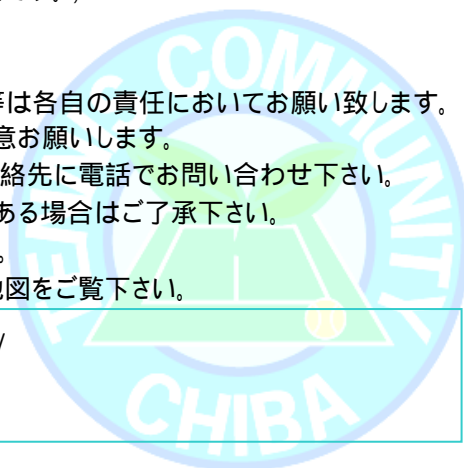 は各自の責任においてお願い致します。
意お願いします。
絡先に電話でお問い合わせ下さい。
ある場合はご了承下さい。
。
図をご覧下さい。
/
TENNIS COMMUNITY
CHIBA